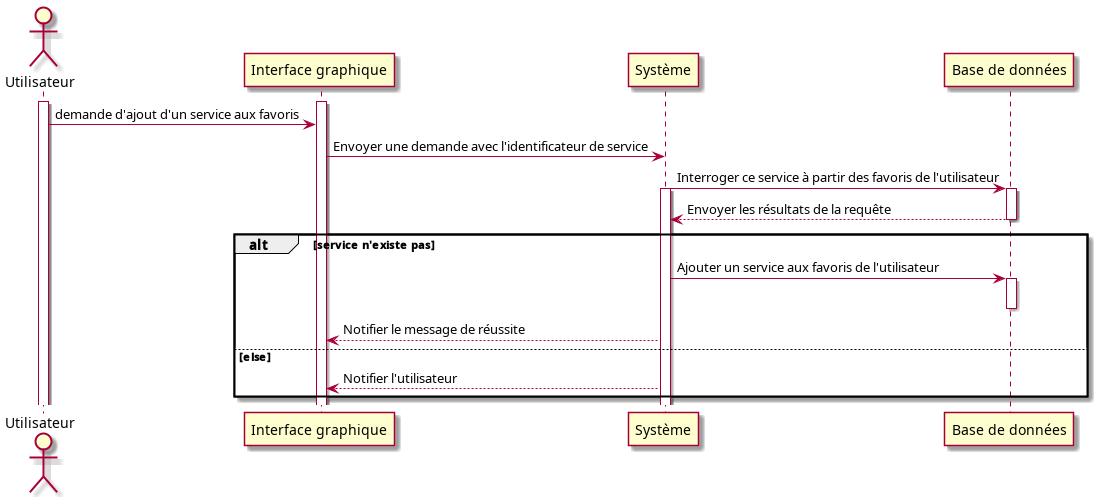 Utilisateur
Interface graphique
Système
Base de données
demande d'ajout d'un service aux favoris
Envoyer une demande avec l'identificateur de service
Interroger ce service à partir des favoris de l'utilisateur
Envoyer les résultats de la requête
alt
[service n'existe pas]
Ajouter un service aux favoris de l'utilisateur
Notifier le message de réussite
[else]
Notifier l'utilisateur
Utilisateur
Interface graphique
Système
Base de données